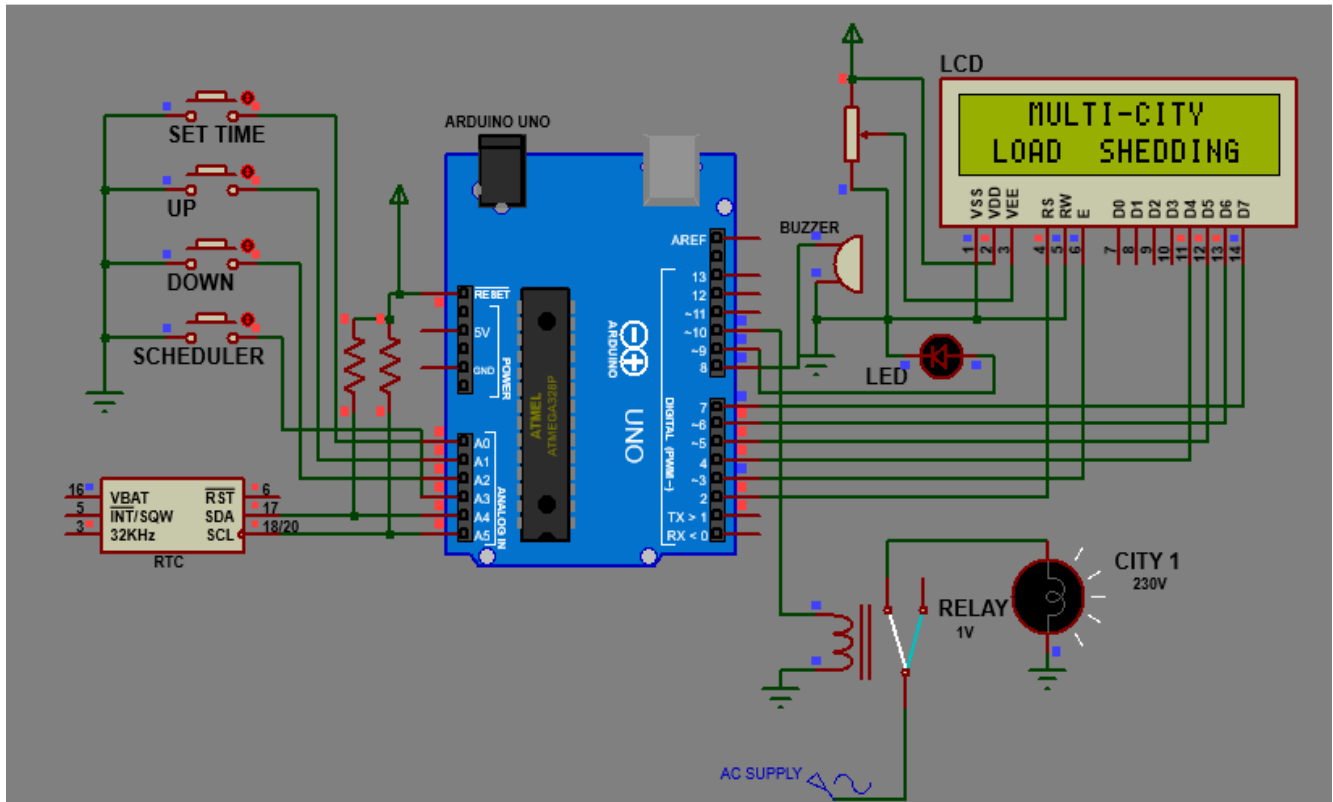 SET TIME
UP
DOWN
SCHEDULER
16
5
3
VBAT
INT/SQW
32KHz
RST
SDA
SCL
6
17
18/20
RTC
ARDUINO UNO
RESET
5V
GND
POWER
A0
A1
A2
A3
A4
A5
ANALOG IN
ATMEL
ATMEGA328P
ARDUINO
UNO
AREF
13
12
~11
~10
~9
8
7
~6
~5
4
~3
2
TX > 1
RX < 0
DIGITAL (PWM~)
BUZZER
LED
LCD
MULTI-CITY
LOAD SHEDDING
VSS
VDD
VEE
RS
RW
E
D0
D1
D2
D3
D4
D5
D6
D7
1
2
3
4
5
6
7
8
9
10
11
12
13
14
RELAY
1V
CITY 1
230V
AC SUPPLY